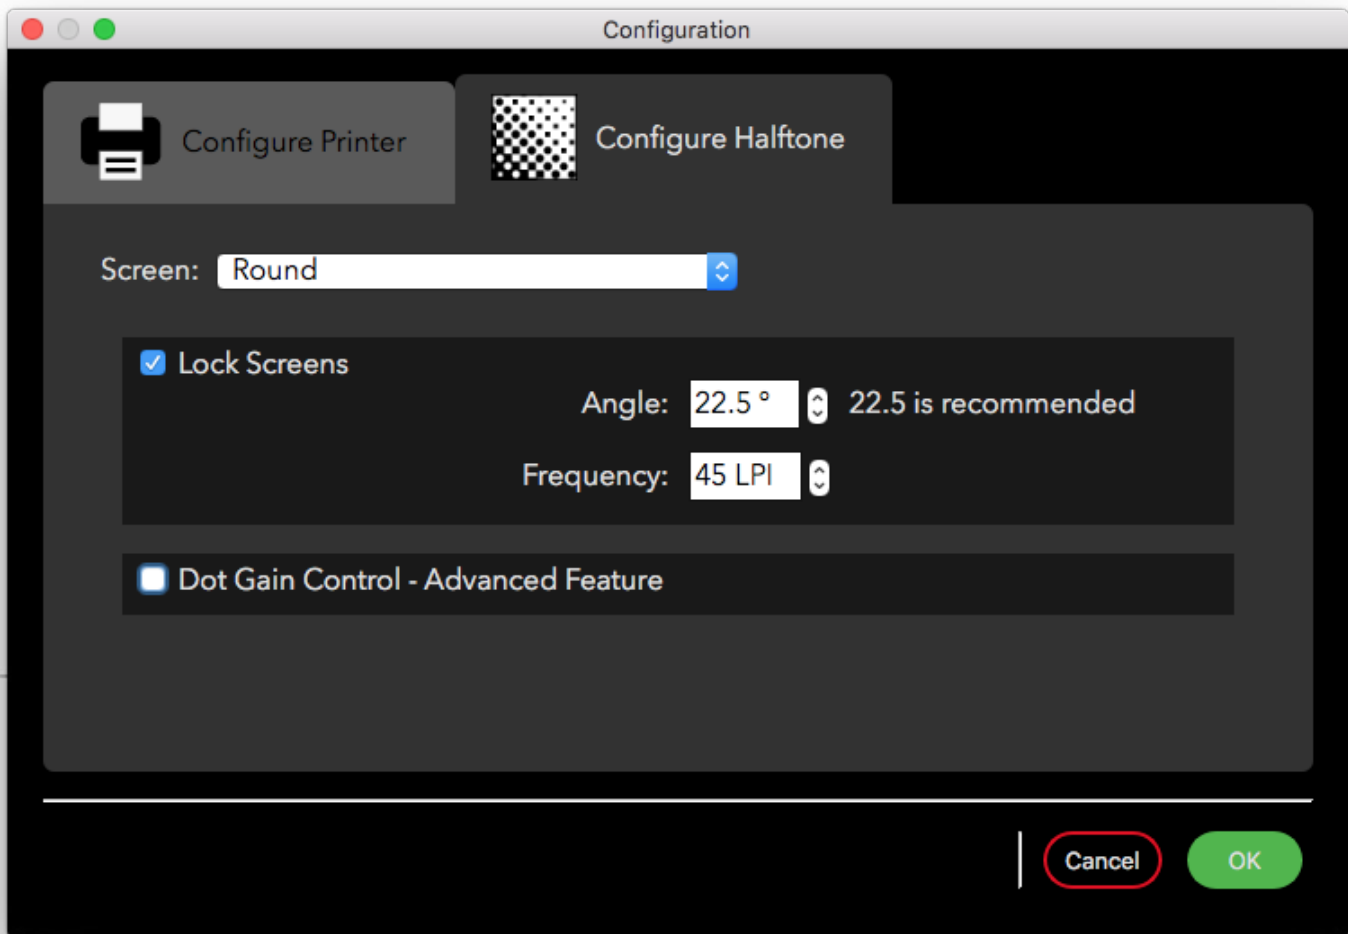 Configuration
Configure Printer
Configure Halftone
Screen: Round
Lock Screens
Angle: 22.5 ° 22.5 is recommended
Frequency: 45 LPI
Dot Gain Control - Advanced Feature
Cancel OK